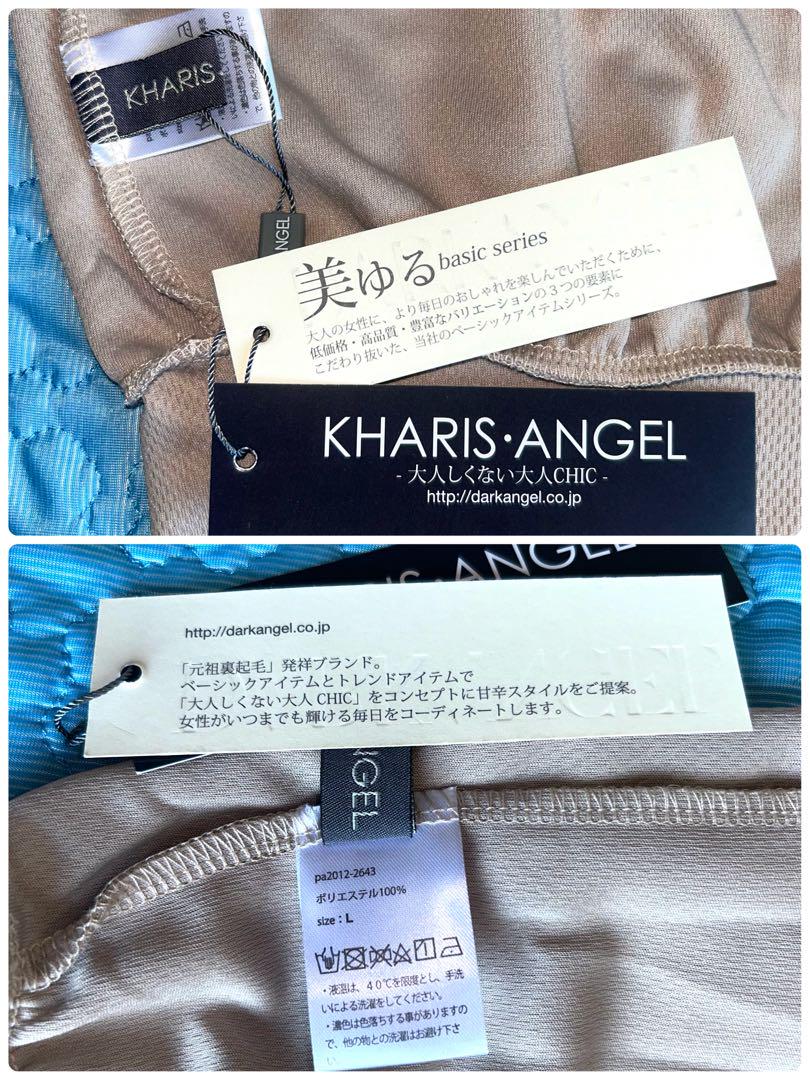 KHARIS
ANGEL
美ゆる basic series
大人の女性に、より毎日のおしゃれを楽しんでいただくために、
低価格・高品質・豊富なバリエーションの３つの要素に
こだわり抜いた、当社のベーシックアイテムシリーズ。
KHARIS・ANGEL
- 大人しくない大人CHIC -
http://darkangel.co.jp
KHARIS・ANGEL
http://darkangel.co.jp
「元祖裏起毛」発祥ブランド。
ベーシックアイテムとトレンドアイテムで
「大人しくない大人 CHIC」をコンセプトに甘辛スタイルをご提案。
女性がいつまでも輝ける毎日をコーディネートします。
NGEL
pa2012-2643
ポリエステル100%
size : L
・液温は、４０℃を限度とし、手洗
いによる洗濯をしてください。
・濃色は色落ちする事がありますの
で、他の物との洗濯はお避け下さ
い。